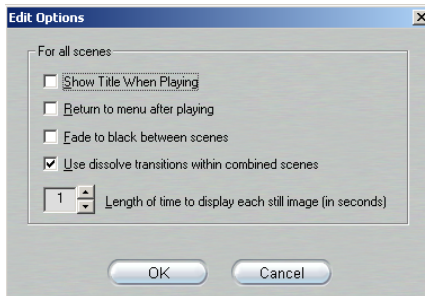 Edit Options
For all scenes
Show Title When Playing
Return to menu after playing
Fade to black between scenes
Use dissolve transitions within combined scenes
1 Length of time to display each still image (in seconds)
OK Cancel